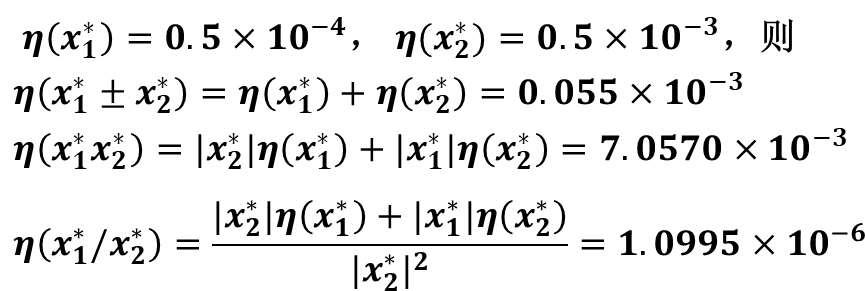 η(x₁*) = 0.5 × 10⁻⁴，η(x₂*) = 0.5 × 10⁻³，则
η(x₁* ± x₂*) = η(x₁*) + η(x₂*) = 0.055 × 10⁻³
η(x₁*x₂*) = |x₂*|η(x₁*) + |x₁*|η(x₂*) = 7.0570 × 10⁻³
η(x₁*/x₂*) = (|x₂*|η(x₁*) + |x₁*|η(x₂*)) / |x₂*|² = 1.0995 × 10⁻⁶